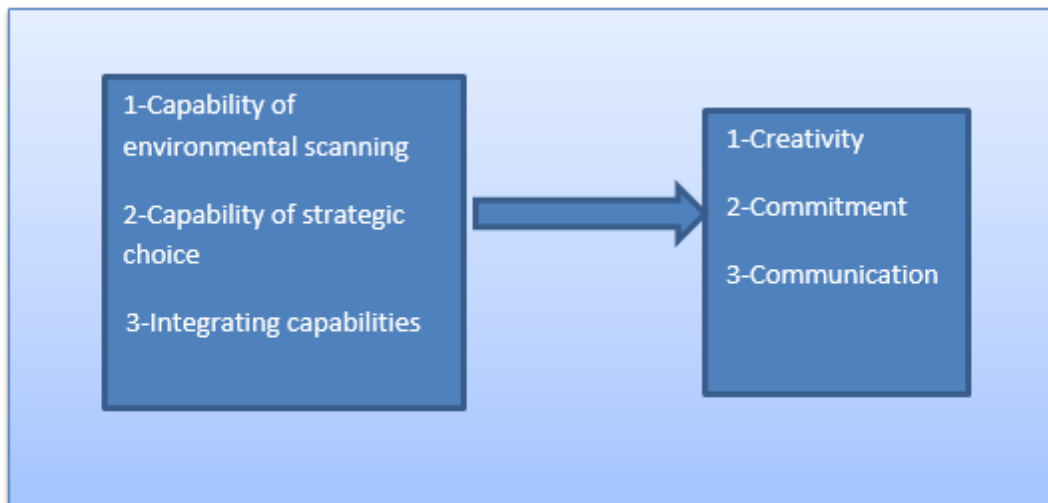 1-Capability of
environmental scanning
2-Capability of strategic
choice
3-Integrating capabilities
1-Creativity
2-Commitment
3-Communication